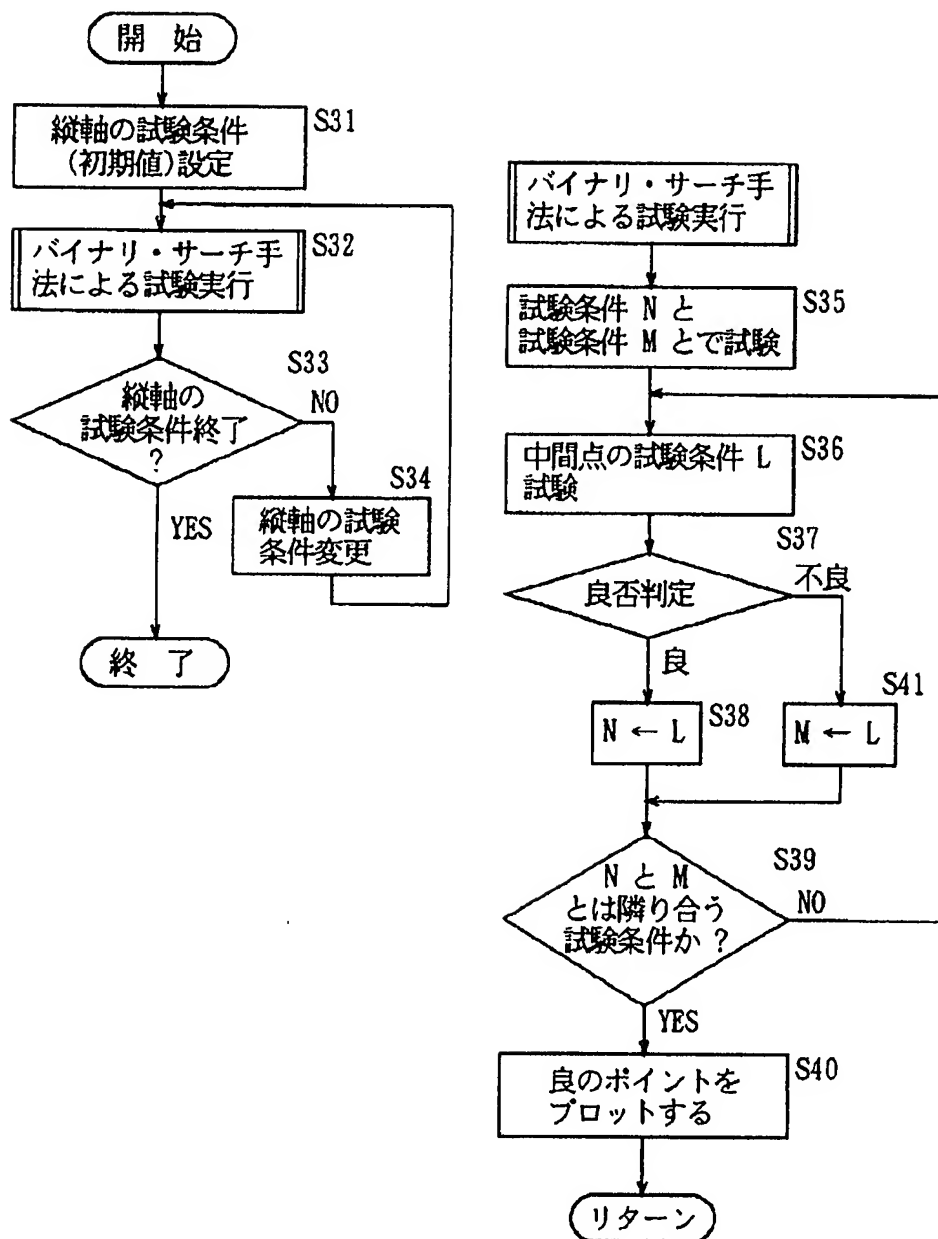 開 始
縦軸の試験条件
(初期値)設定
S31
バイナリ・サーチ手
法による試験実行
S32
縦軸の
試験条件終了
?
S33
NO
YES
S34
縦軸の試験
条件変更
終 了
バイナリ・サーチ手
法による試験実行
試験条件 N と
試験条件 M とで試験
S35
中間点の試験条件 L
試験
S36
良否判定
S37
不良
良
N ← L
S38
M ← L
S41
N と M
とは隣り合う
試験条件か ?
S39
NO
YES
良のポイントを
プロットする
S40
リターン